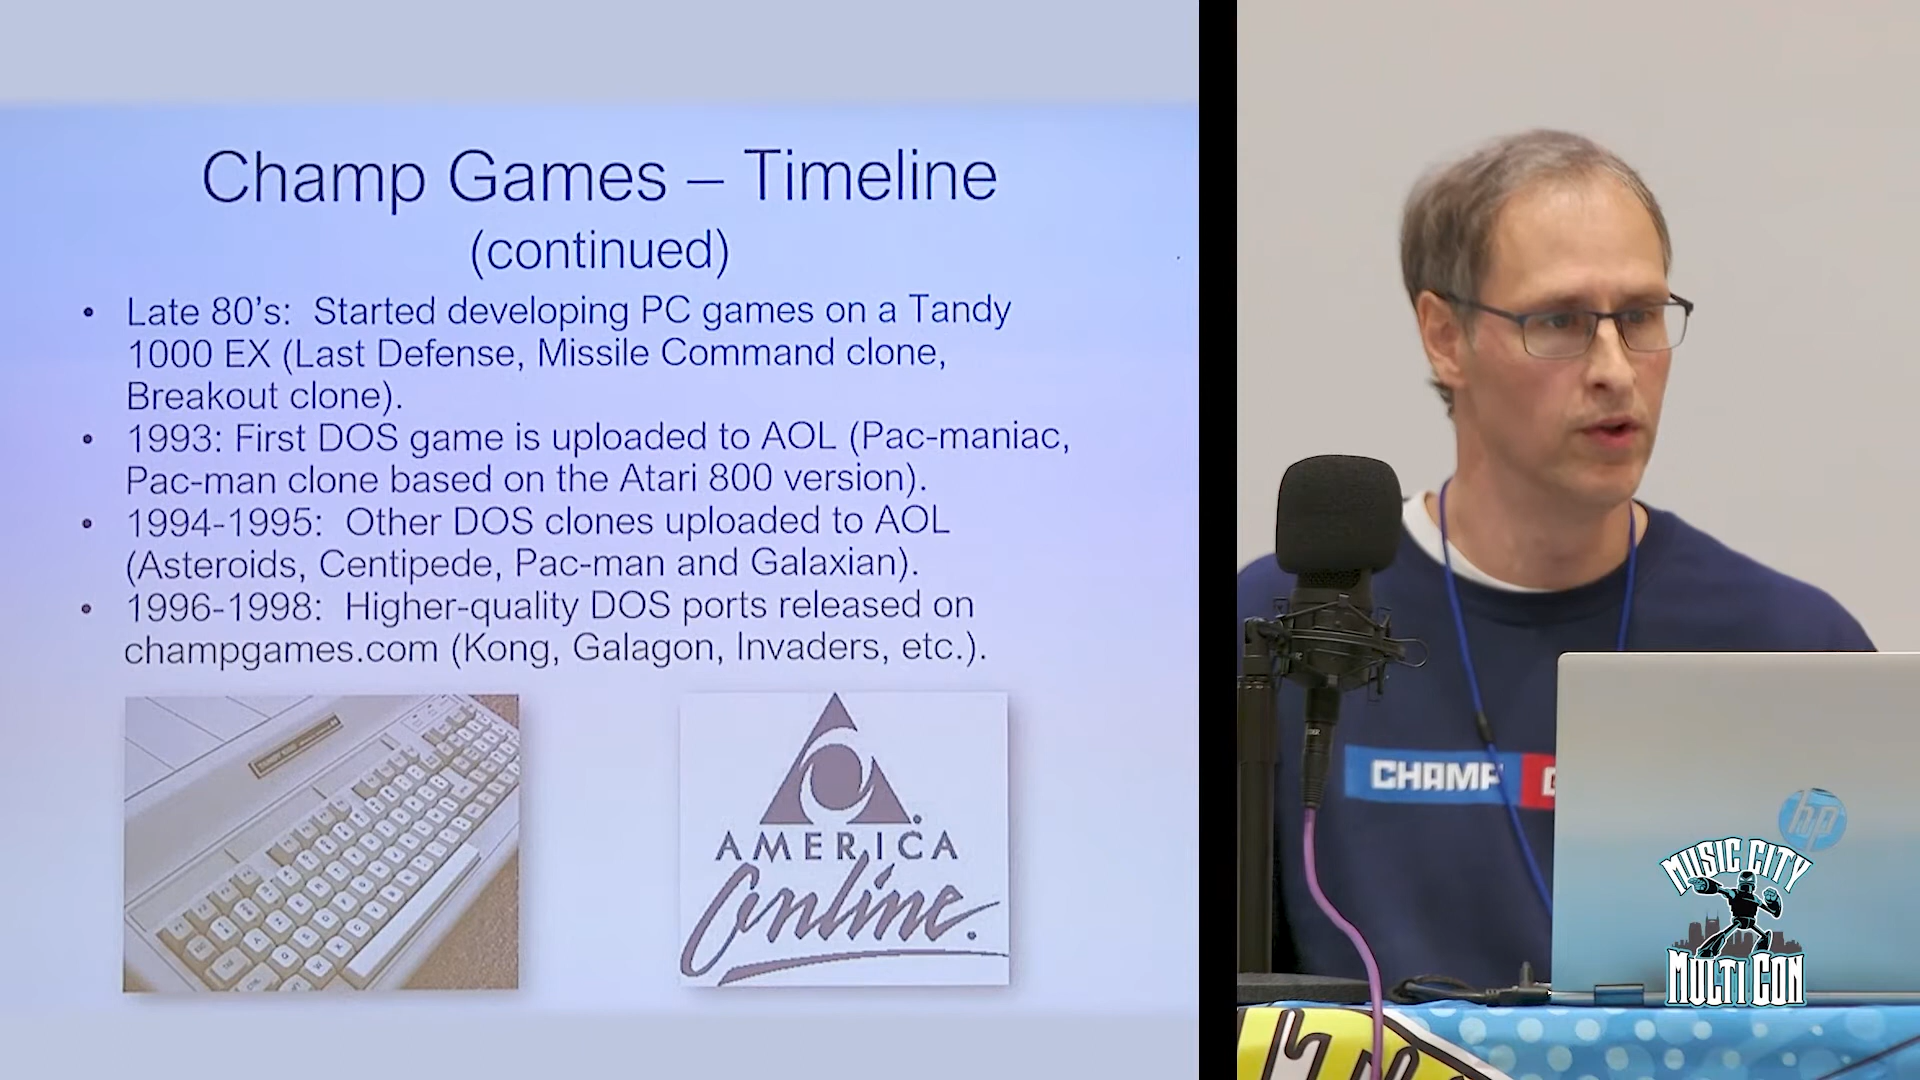 Champ Games – Timeline
(continued)
• Late 80's: Started developing PC games on a Tandy
1000 EX (Last Defense, Missile Command clone,
Breakout clone).
• 1993: First DOS game is uploaded to AOL (Pac-maniac,
Pac-man clone based on the Atari 800 version).
• 1994-1995: Other DOS clones uploaded to AOL
(Asteroids, Centipede, Pac-man and Galaxian).
• 1996-1998: Higher-quality DOS ports released on
champgames.com (Kong, Galagon, Invaders, etc.).
AMERICA
Online.
CHAMP G
hp
MUSIC CITY
MULTI CON